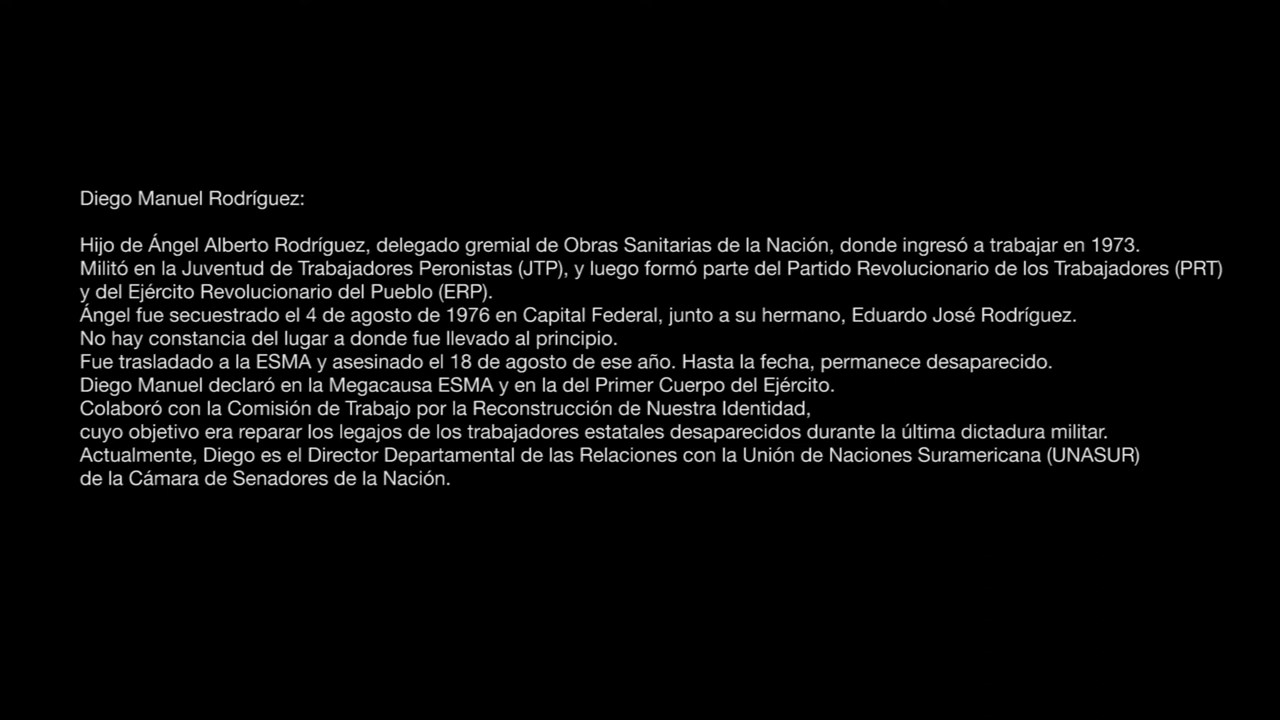 Diego Manuel Rodríguez:
Hijo de Ángel Alberto Rodríguez, delegado gremial de Obras Sanitarias de la Nación, donde ingresó a trabajar en 1973.
Militó en la Juventud de Trabajadores Peronistas (JTP), y luego formó parte del Partido Revolucionario de los Trabajadores (PRT)
y del Ejército Revolucionario del Pueblo (ERP).
Ángel fue secuestrado el 4 de agosto de 1976 en Capital Federal, junto a su hermano, Eduardo José Rodríguez.
No hay constancia del lugar a donde fue llevado al principio.
Fue trasladado a la ESMA y asesinado el 18 de agosto de ese año. Hasta la fecha, permanece desaparecido.
Diego Manuel declaró en la Megacausa ESMA y en la del Primer Cuerpo del Ejército.
Colaboró con la Comisión de Trabajo por la Reconstrucción de Nuestra Identidad,
cuyo objetivo era reparar los legajos de los trabajadores estatales desaparecidos durante la última dictadura militar.
Actualmente, Diego es el Director Departamental de las Relaciones con la Unión de Naciones Suramericana (UNASUR)
de la Cámara de Senadores de la Nación.